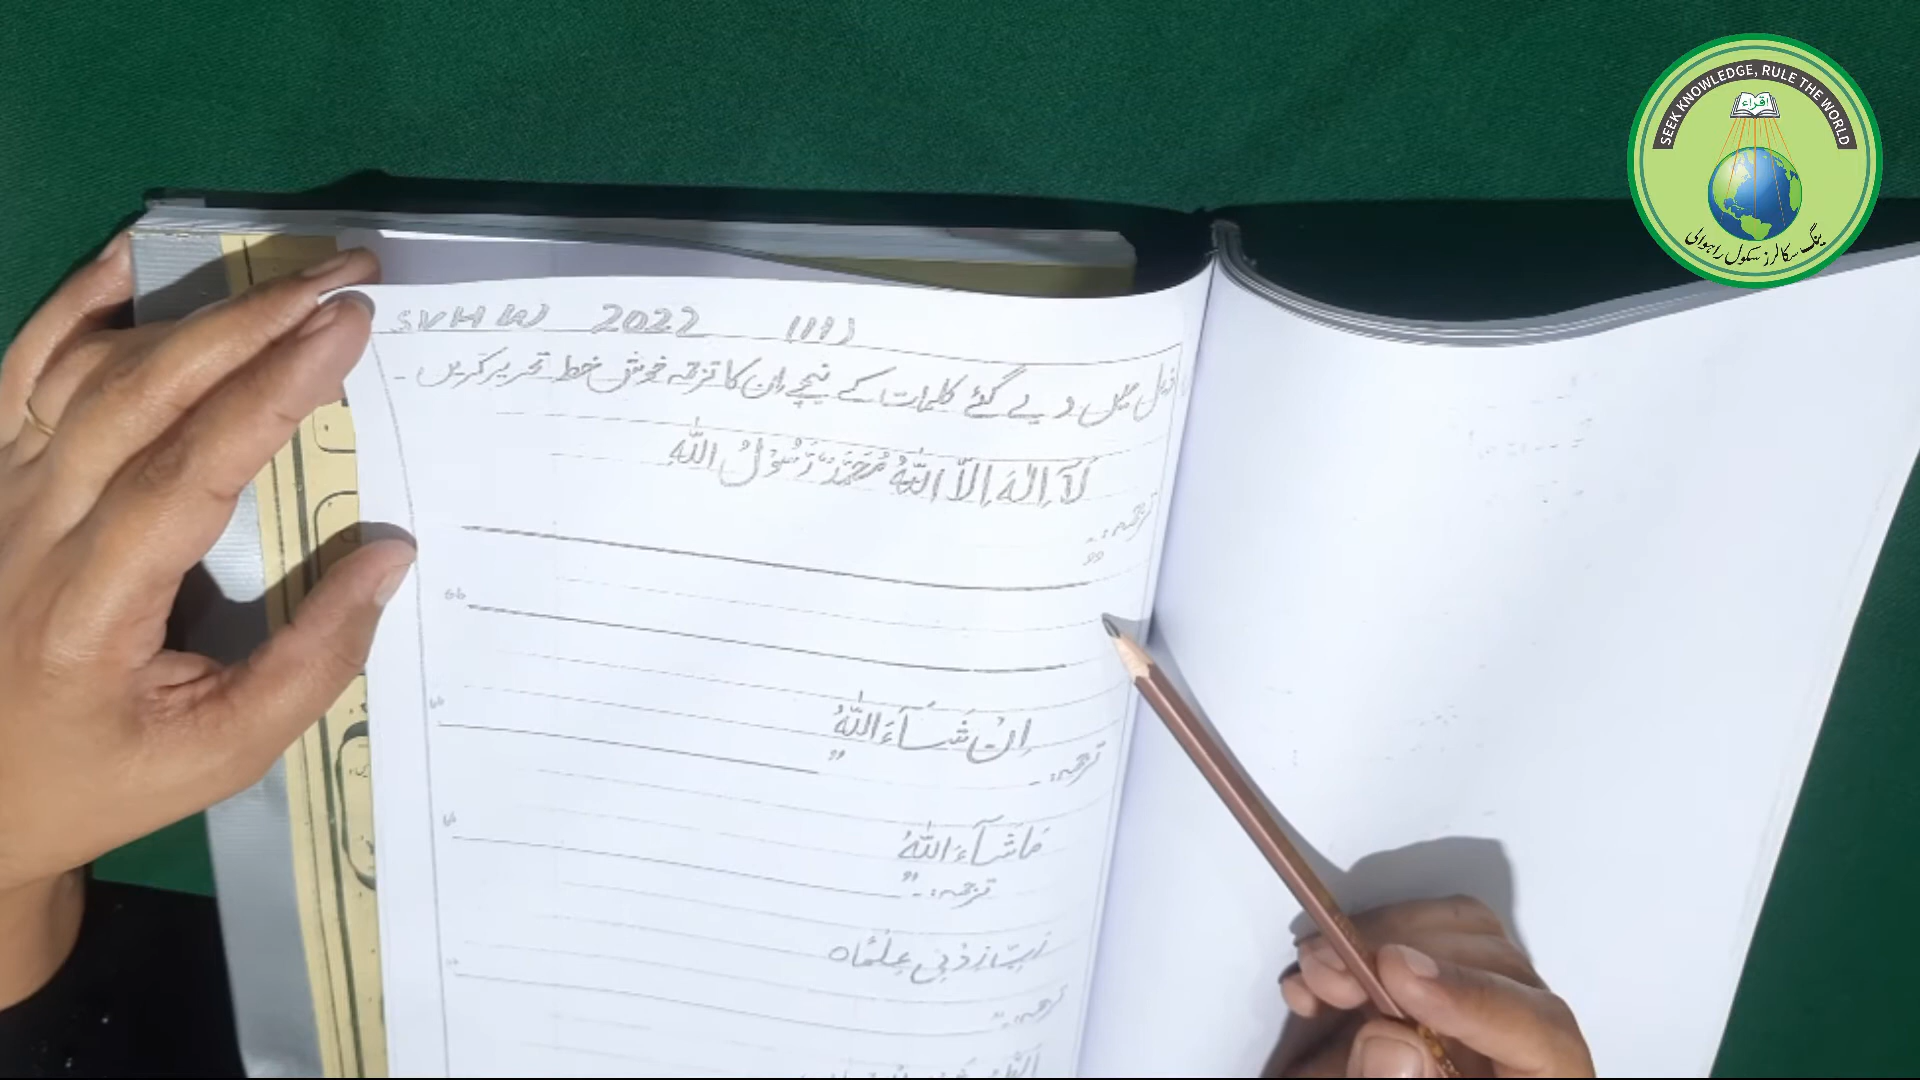 SEEK KNOWLEDGE, RULE THE WORLD
اقراء
ینگ سکالرز سکول راہوالی
SVHW 2022 (III)
ذیل میں دیے گئے کلمات کے نیچے ان کا ترجمہ خوش خط تحریر کریں۔
لَآ اِلٰهَ اِلَّا اللّٰهُ مُحَمَّدٌ رَّسُوْلُ اللّٰهِ
ترجمہ:۔
اِنْ شَآءَ اللّٰهُ
ترجمہ:۔
مَاشَآءَ اللّٰهُ
ترجمہ:۔
رَبِّ زِدْنِی عِلْمًا
ترجمہ:۔